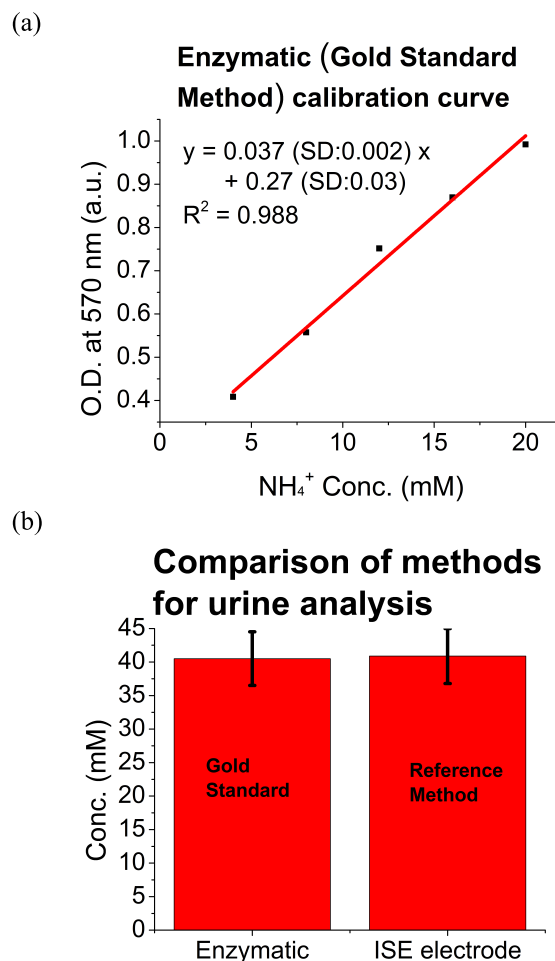 (a)
Enzymatic (Gold Standard
Method) calibration curve
y = 0.037 (SD:0.002) x
+ 0.27 (SD:0.03)
R² = 0.988
1.0
0.9
0.8
0.7
0.6
0.5
0.4
O.D. at 570 nm (a.u.)
0 5 10 15 20
NH₄⁺ Conc. (mM)
(b)
Comparison of methods
for urine analysis
45
40
35
30
25
20
15
10
5
0
Conc. (mM)
Gold
Standard
Reference
Method
Enzymatic ISE electrode